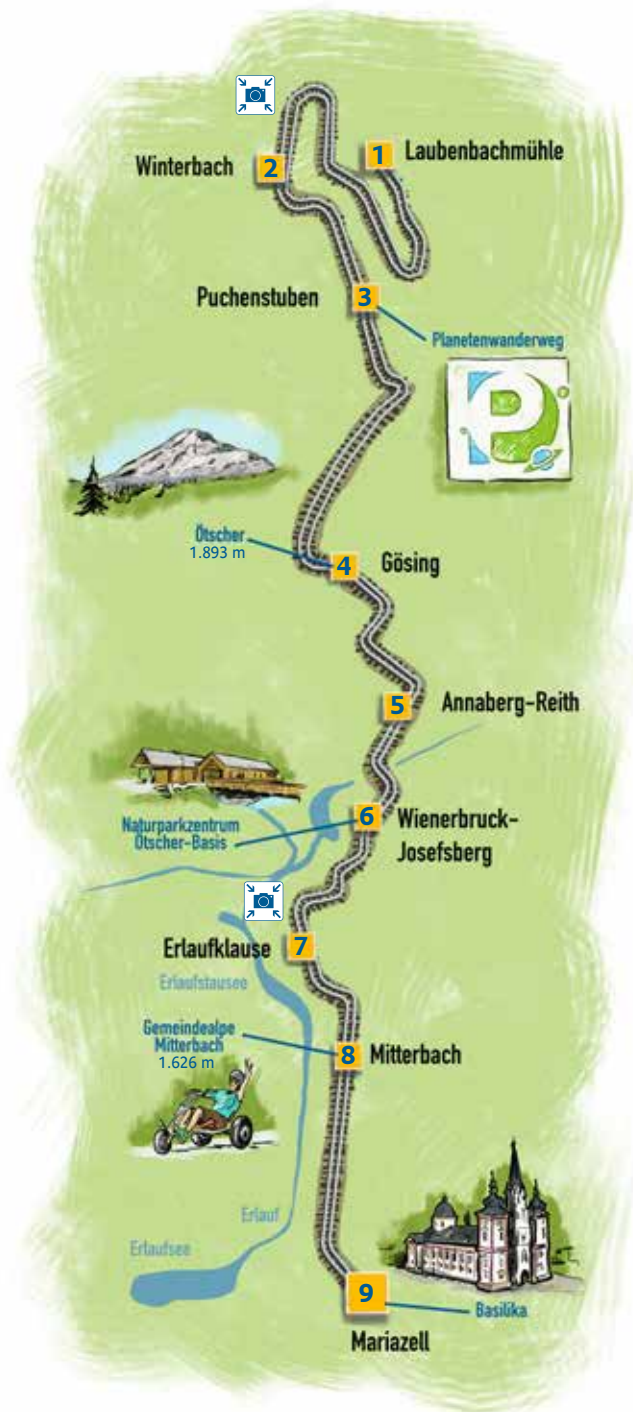 1
Laubenbachmühle
Winterbach
2
Puchenstuben
3
Planetenwanderweg
P
Ötscher
1.893 m
4
Gösing
5
Annaberg-Reith
Naturparkzentrum
Ötscher-Basis
6
Wienerbruck-
Josefsberg
Erlaufklause
7
Erlaufstausee
Gemeindealpe
Mitterbach
1.626 m
8
Mitterbach
Erlauf
Erlaufsee
9
Basilika
Mariazell